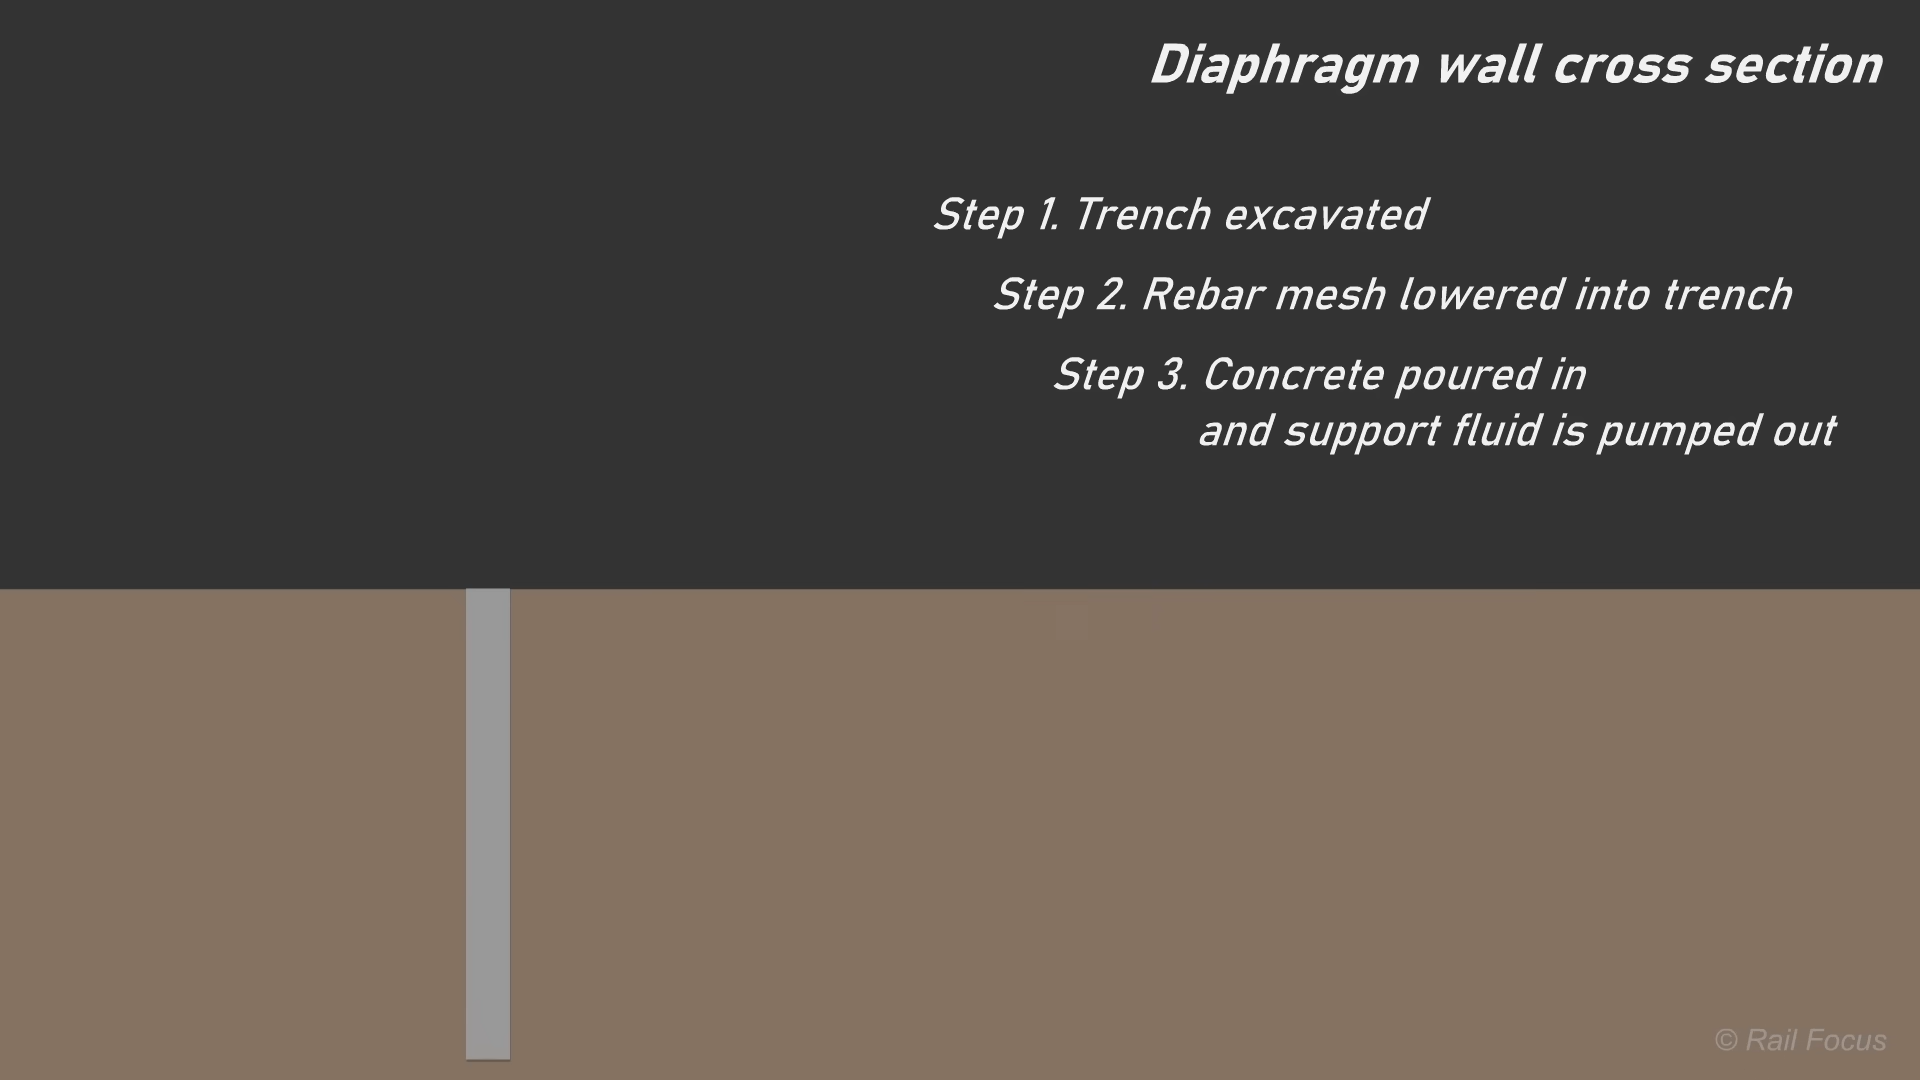 Diaphragm wall cross section
Step 1. Trench excavated
Step 2. Rebar mesh lowered into trench
Step 3. Concrete poured in
and support fluid is pumped out
© Rail Focus